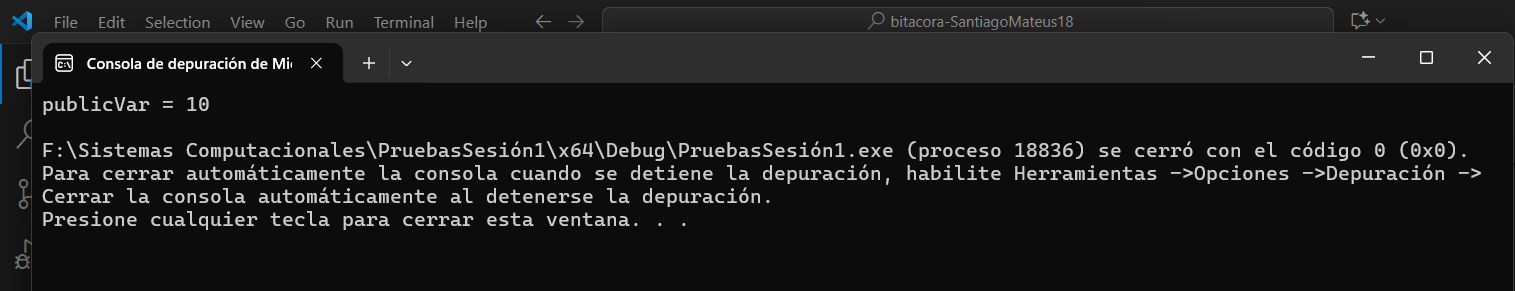 File Edit Selection View Go Run Terminal Help bitacora-SantiagoMateus18
Consola de depuración de Mic
publicVar = 10
F:\Sistemas Computacionales\PruebasSesión1\x64\Debug\PruebasSesión1.exe (proceso 18836) se cerró con el código 0 (0x0).
Para cerrar automáticamente la consola cuando se detiene la depuración, habilite Herramientas ->Opciones ->Depuración ->
Cerrar la consola automáticamente al detenerse la depuración.
Presione cualquier tecla para cerrar esta ventana. . .